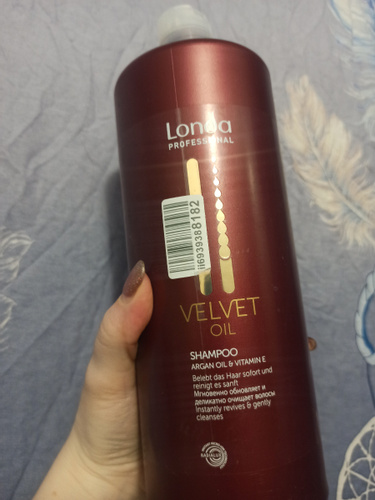 Londa
PROFESSIONAL
ii6939388182
VELVET
OIL
SHAMPOO
ARGAN OIL & VITAMIN E
Belebt das Haar sofort und
reinigt es sanft
Мгновенно обновляет и
деликатно очищает волосы
Instantly revives & gently
cleanses